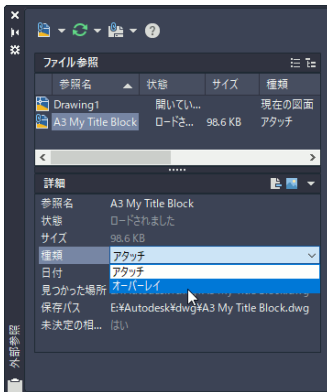 ファイル参照
参照名 状態 サイズ 種類
Drawing1 開いてい... 現在の図面
A3 My Title Block ロードさ... 98.6 KB アタッチ
詳細
参照名 A3 My Title Block
状態 ロードされました
サイズ 98.6 KB
種類 アタッチ
日付 アタッチ
見つかった場所 オーバーレイ
保存パス E:¥Autodesk¥dwg¥A3 My Title Block.dwg
未決定の相... はい
外部参照